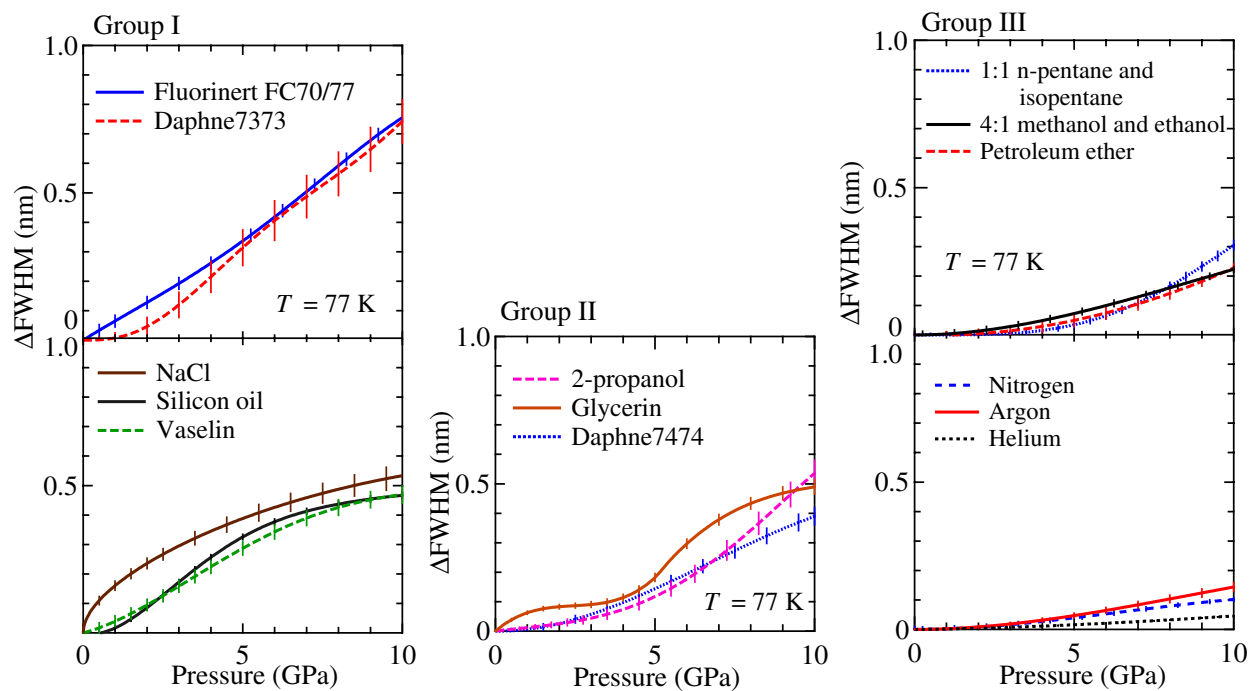 Group I
1.0
Fluorinert FC70/77
Daphne7373
0.5
T = 77 K
0
ΔFWHM (nm)
1.0
NaCl
Silicon oil
Vaselin
0.5
0 5 10
Pressure (GPa)
Group II
1.0
2-propanol
Glycerin
Daphne7474
0.5
T = 77 K
ΔFWHM (nm)
0 5 10
Pressure (GPa)
Group III
1.0
1:1 n-pentane and
isopentane
4:1 methanol and ethanol
Petroleum ether
0.5
T = 77 K
0
ΔFWHM (nm)
1.0
Nitrogen
Argon
Helium
0.5
0
0 5 10
Pressure (GPa)